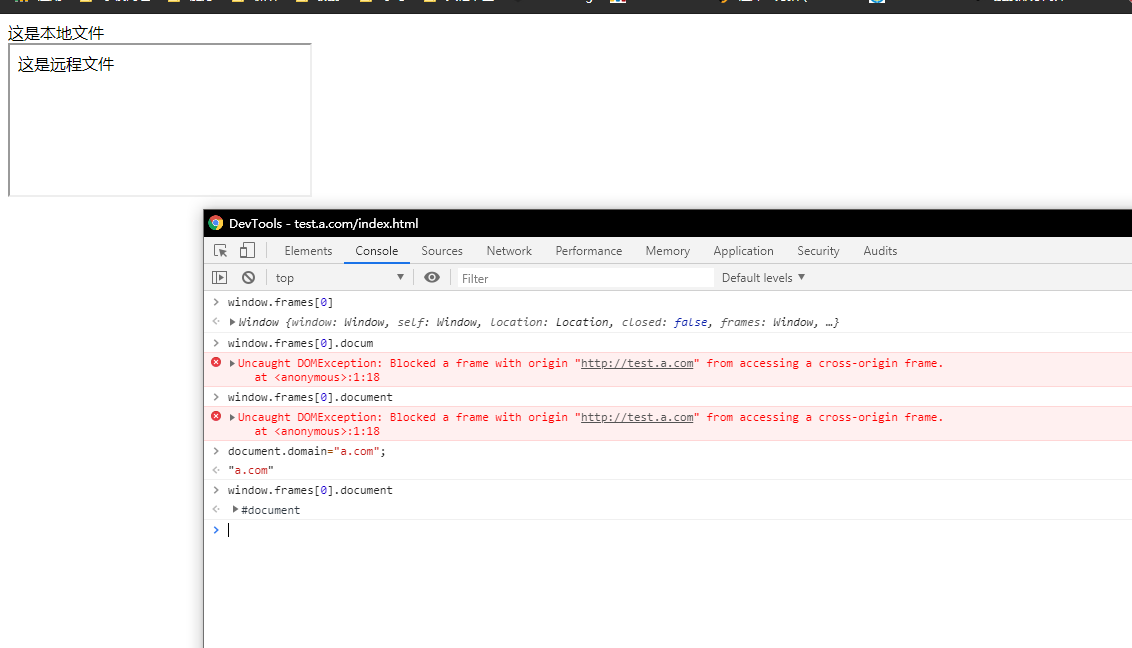 这是本地文件
这是远程文件
DevTools - test.a.com/index.html
Elements Console Sources Network Performance Memory Application Security Audits
top ▼ Filter Default levels ▼
> window.frames[0]
<· ▶Window {window: Window, self: Window, location: Location, closed: false, frames: Window, …}
> window.frames[0].docum
▶Uncaught DOMException: Blocked a frame with origin "http://test.a.com" from accessing a cross-origin frame.
at <anonymous>:1:18
> window.frames[0].document
▶Uncaught DOMException: Blocked a frame with origin "http://test.a.com" from accessing a cross-origin frame.
at <anonymous>:1:18
> document.domain="a.com";
<· "a.com"
> window.frames[0].document
<· ▶#document
>